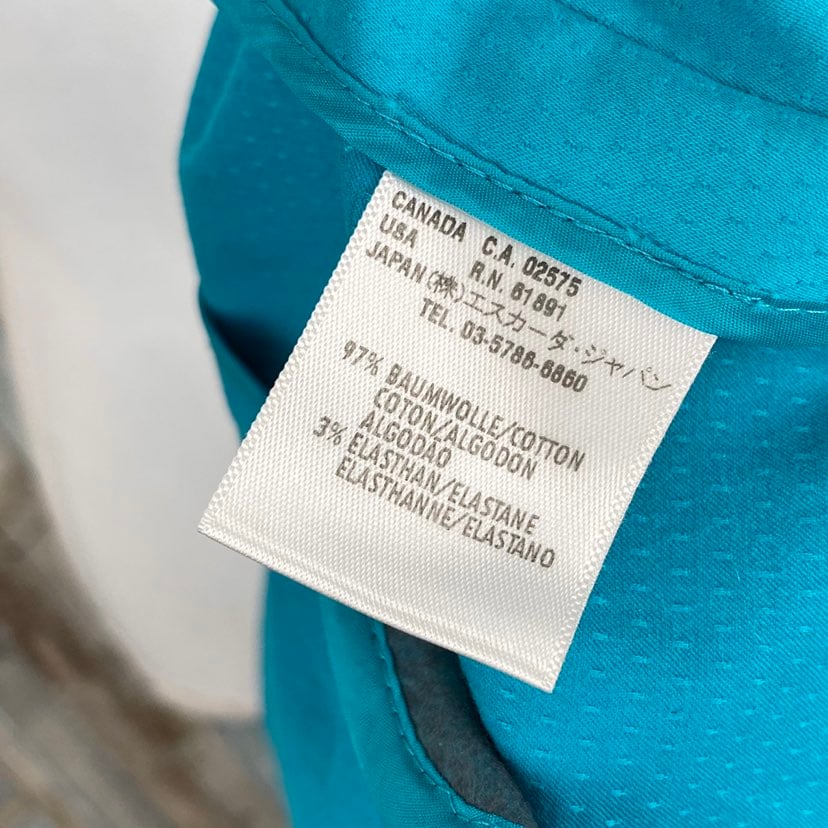 CANADA C.A. 02575
USA R.N. 61891
JAPAN (株)エスカーダ・ジャパン
TEL. 03-5786-6860
97% BAUMWOLLE/COTTON
COTON/ALGODON
ALGODÃO
3% ELASTHAN/ELASTANE
ELASTHANNE/ELASTANO